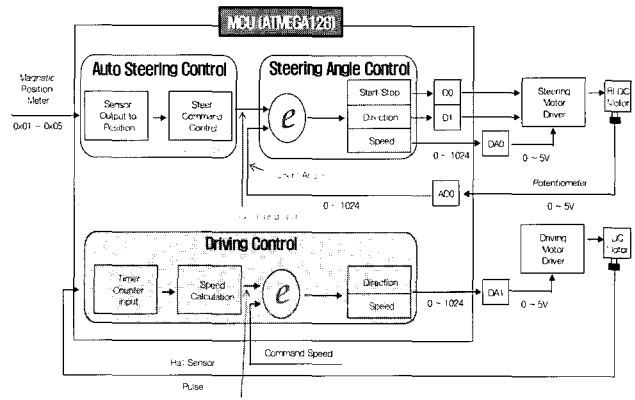 MCU (ATMEGA128)
Auto Steering Control
Steering Angle Control
Magnetic
Position
Meter
0x01 ~ 0x05
Sensor
Output to
Position
Steer
Command
Control
e
Start/Stop
Direction
Speed
D0
D1
DA0
0 ~ 1024
0 ~ 5V
Steering
Motor
Driver
Motor
AD0
Potentiometer
0 ~ 1024
0 ~ 5V
Driving Control
Timer
Counter
input
Speed
Calculation
e
Direction
Speed
0 ~ 1024
DA1
0 ~ 5V
Driving
Motor
Driver
DC
Motor
Command Speed
Hall Sensor
Pulse